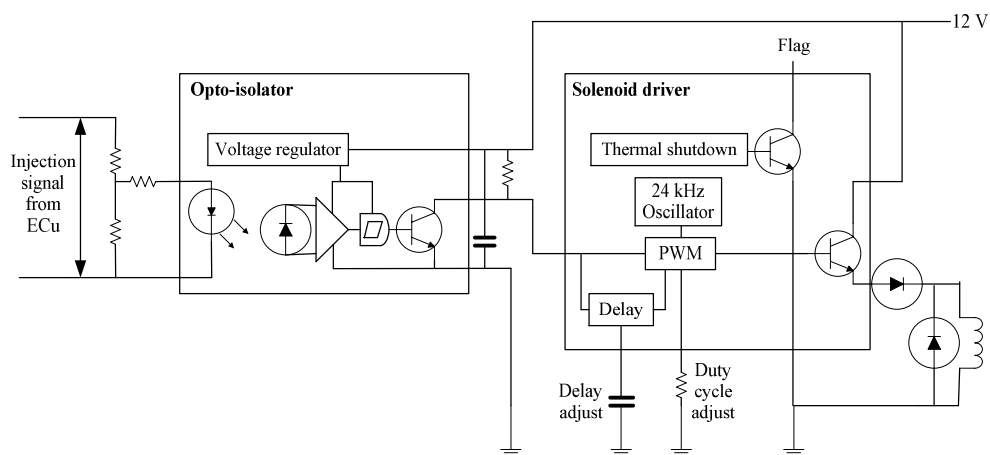 12 V
Flag
Opto-isolator
Solenoid driver
Voltage regulator
Thermal shutdown
Injection
signal
from
ECu
24 kHz
Oscillator
PWM
Delay
Delay
adjust
Duty
cycle
adjust